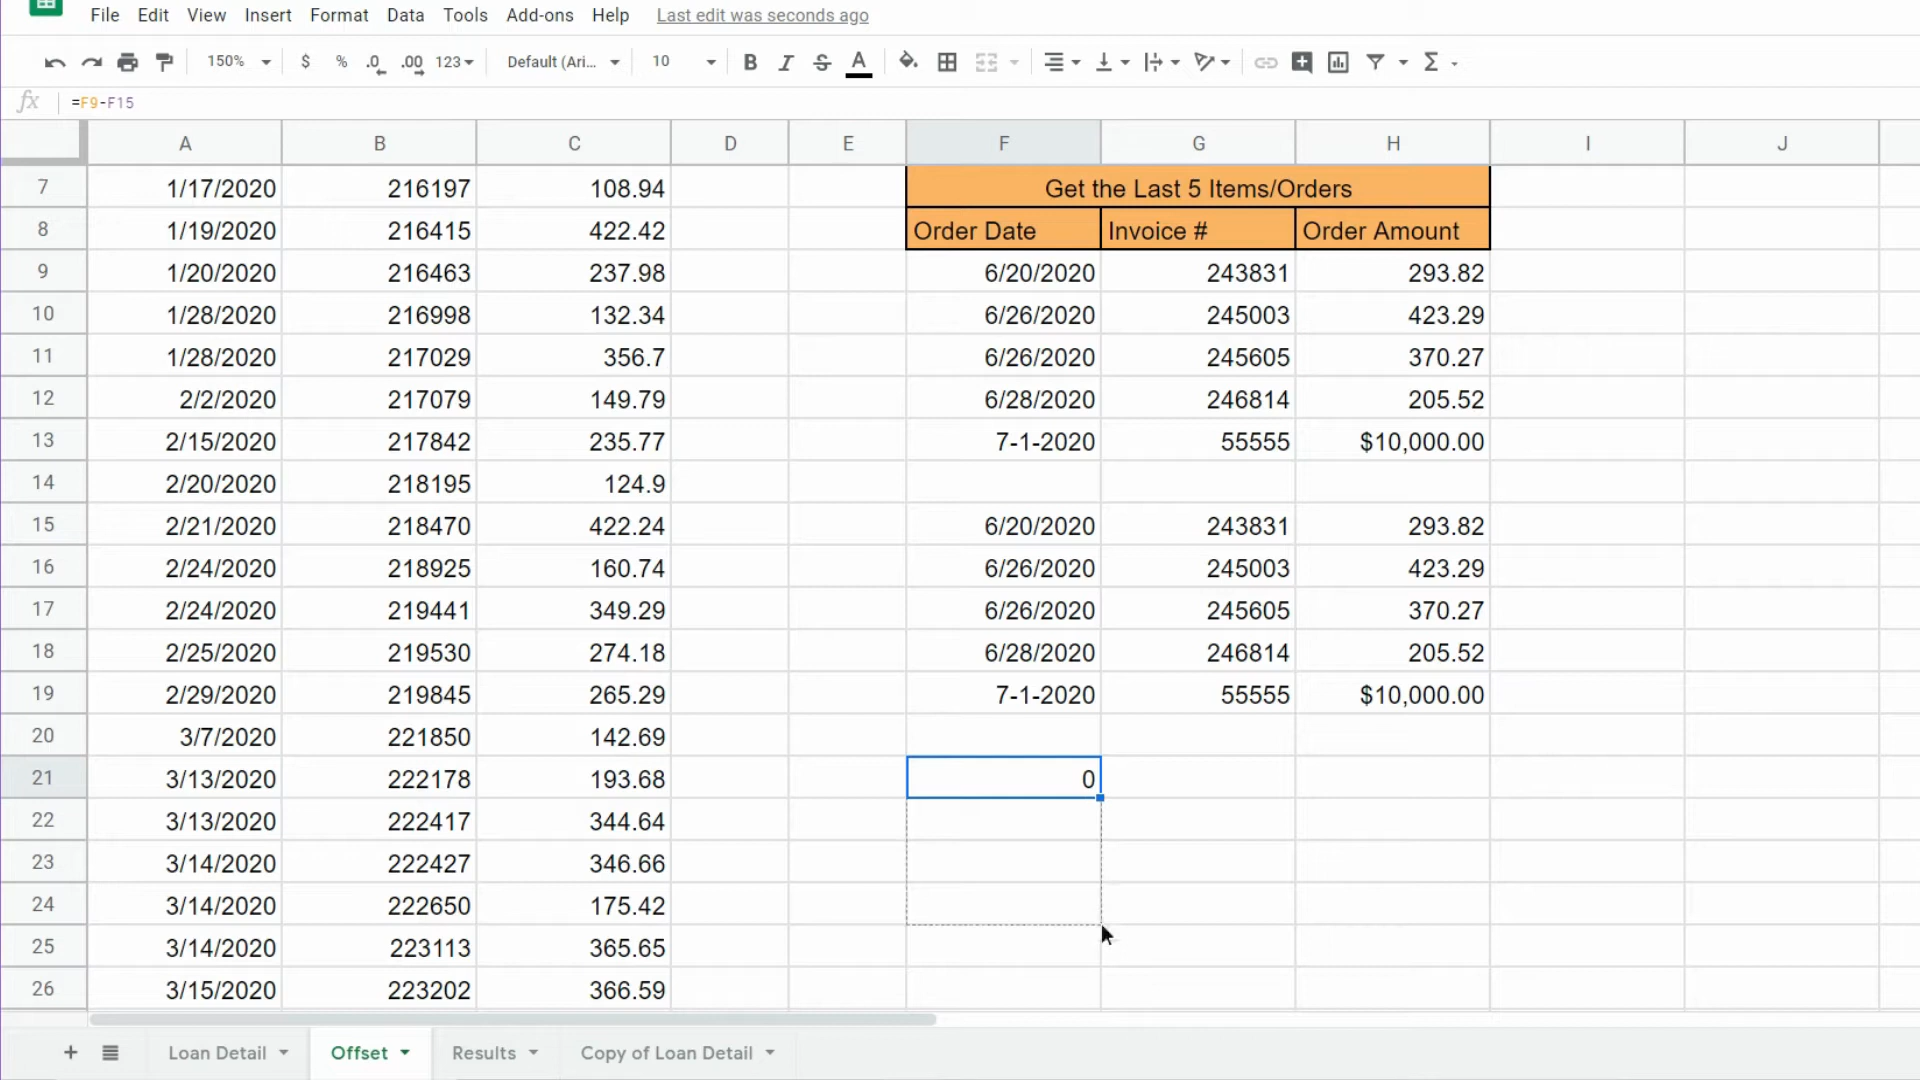 File Edit View Insert Format Data Tools Add-ons Help Last edit was seconds ago
150% $ % .0 .00 123 Default (Ari... 10 B I S A Σ
fx =F9-F15
A B C D E F G H I J
7 1/17/2020 216197 108.94 Get the Last 5 Items/Orders
8 1/19/2020 216415 422.42 Order Date Invoice # Order Amount
9 1/20/2020 216463 237.98 6/20/2020 243831 293.82
10 1/28/2020 216998 132.34 6/26/2020 245003 423.29
11 1/28/2020 217029 356.7 6/26/2020 245605 370.27
12 2/2/2020 217079 149.79 6/28/2020 246814 205.52
13 2/15/2020 217842 235.77 7-1-2020 55555 $10,000.00
14 2/20/2020 218195 124.9
15 2/21/2020 218470 422.24 6/20/2020 243831 293.82
16 2/24/2020 218925 160.74 6/26/2020 245003 423.29
17 2/24/2020 219441 349.29 6/26/2020 245605 370.27
18 2/25/2020 219530 274.18 6/28/2020 246814 205.52
19 2/29/2020 219845 265.29 7-1-2020 55555 $10,000.00
20 3/7/2020 221850 142.69
21 3/13/2020 222178 193.68 0
22 3/13/2020 222417 344.64
23 3/14/2020 222427 346.66
24 3/14/2020 222650 175.42
25 3/14/2020 223113 365.65
26 3/15/2020 223202 366.59
+ Loan Detail Offset Results Copy of Loan Detail